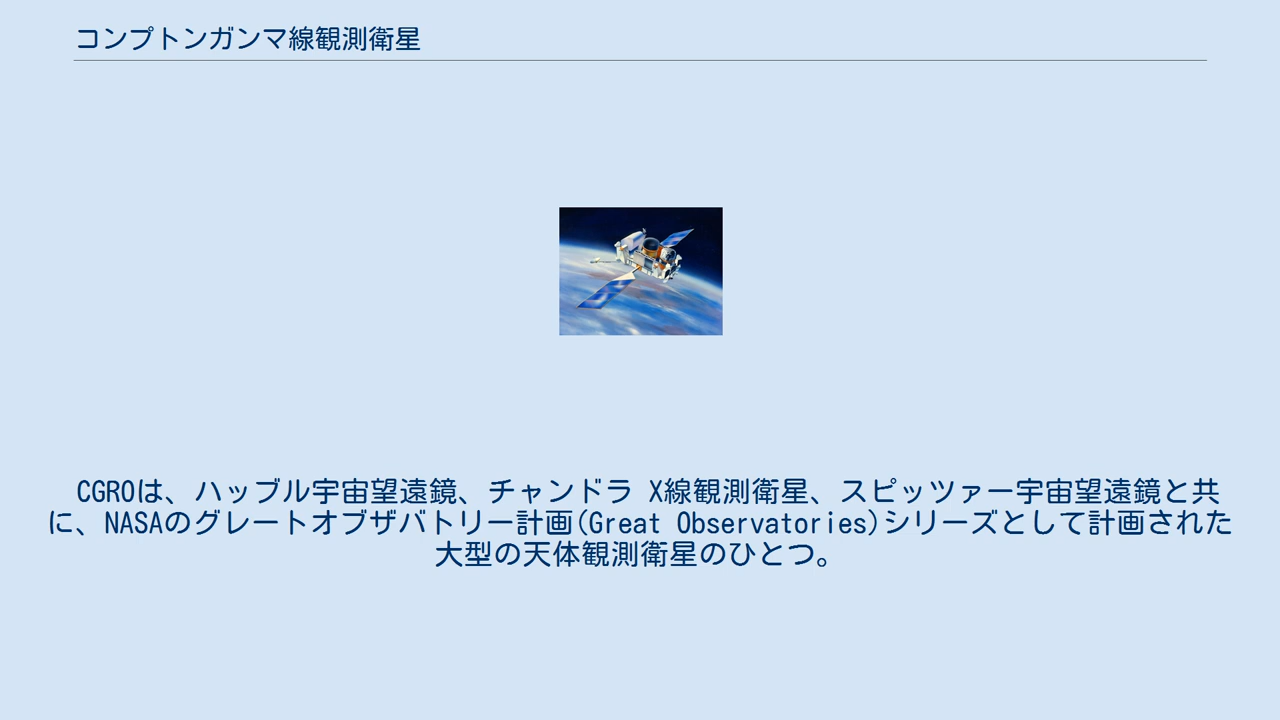 コンプトンガンマ線観測衛星
CGROは、ハッブル宇宙望遠鏡、チャンドラ X線観測衛星、スピッツァー宇宙望遠鏡と共
に、NASAのグレートオブザバトリー計画(Great Observatories)シリーズとして計画された
大型の天体観測衛星のひとつ。